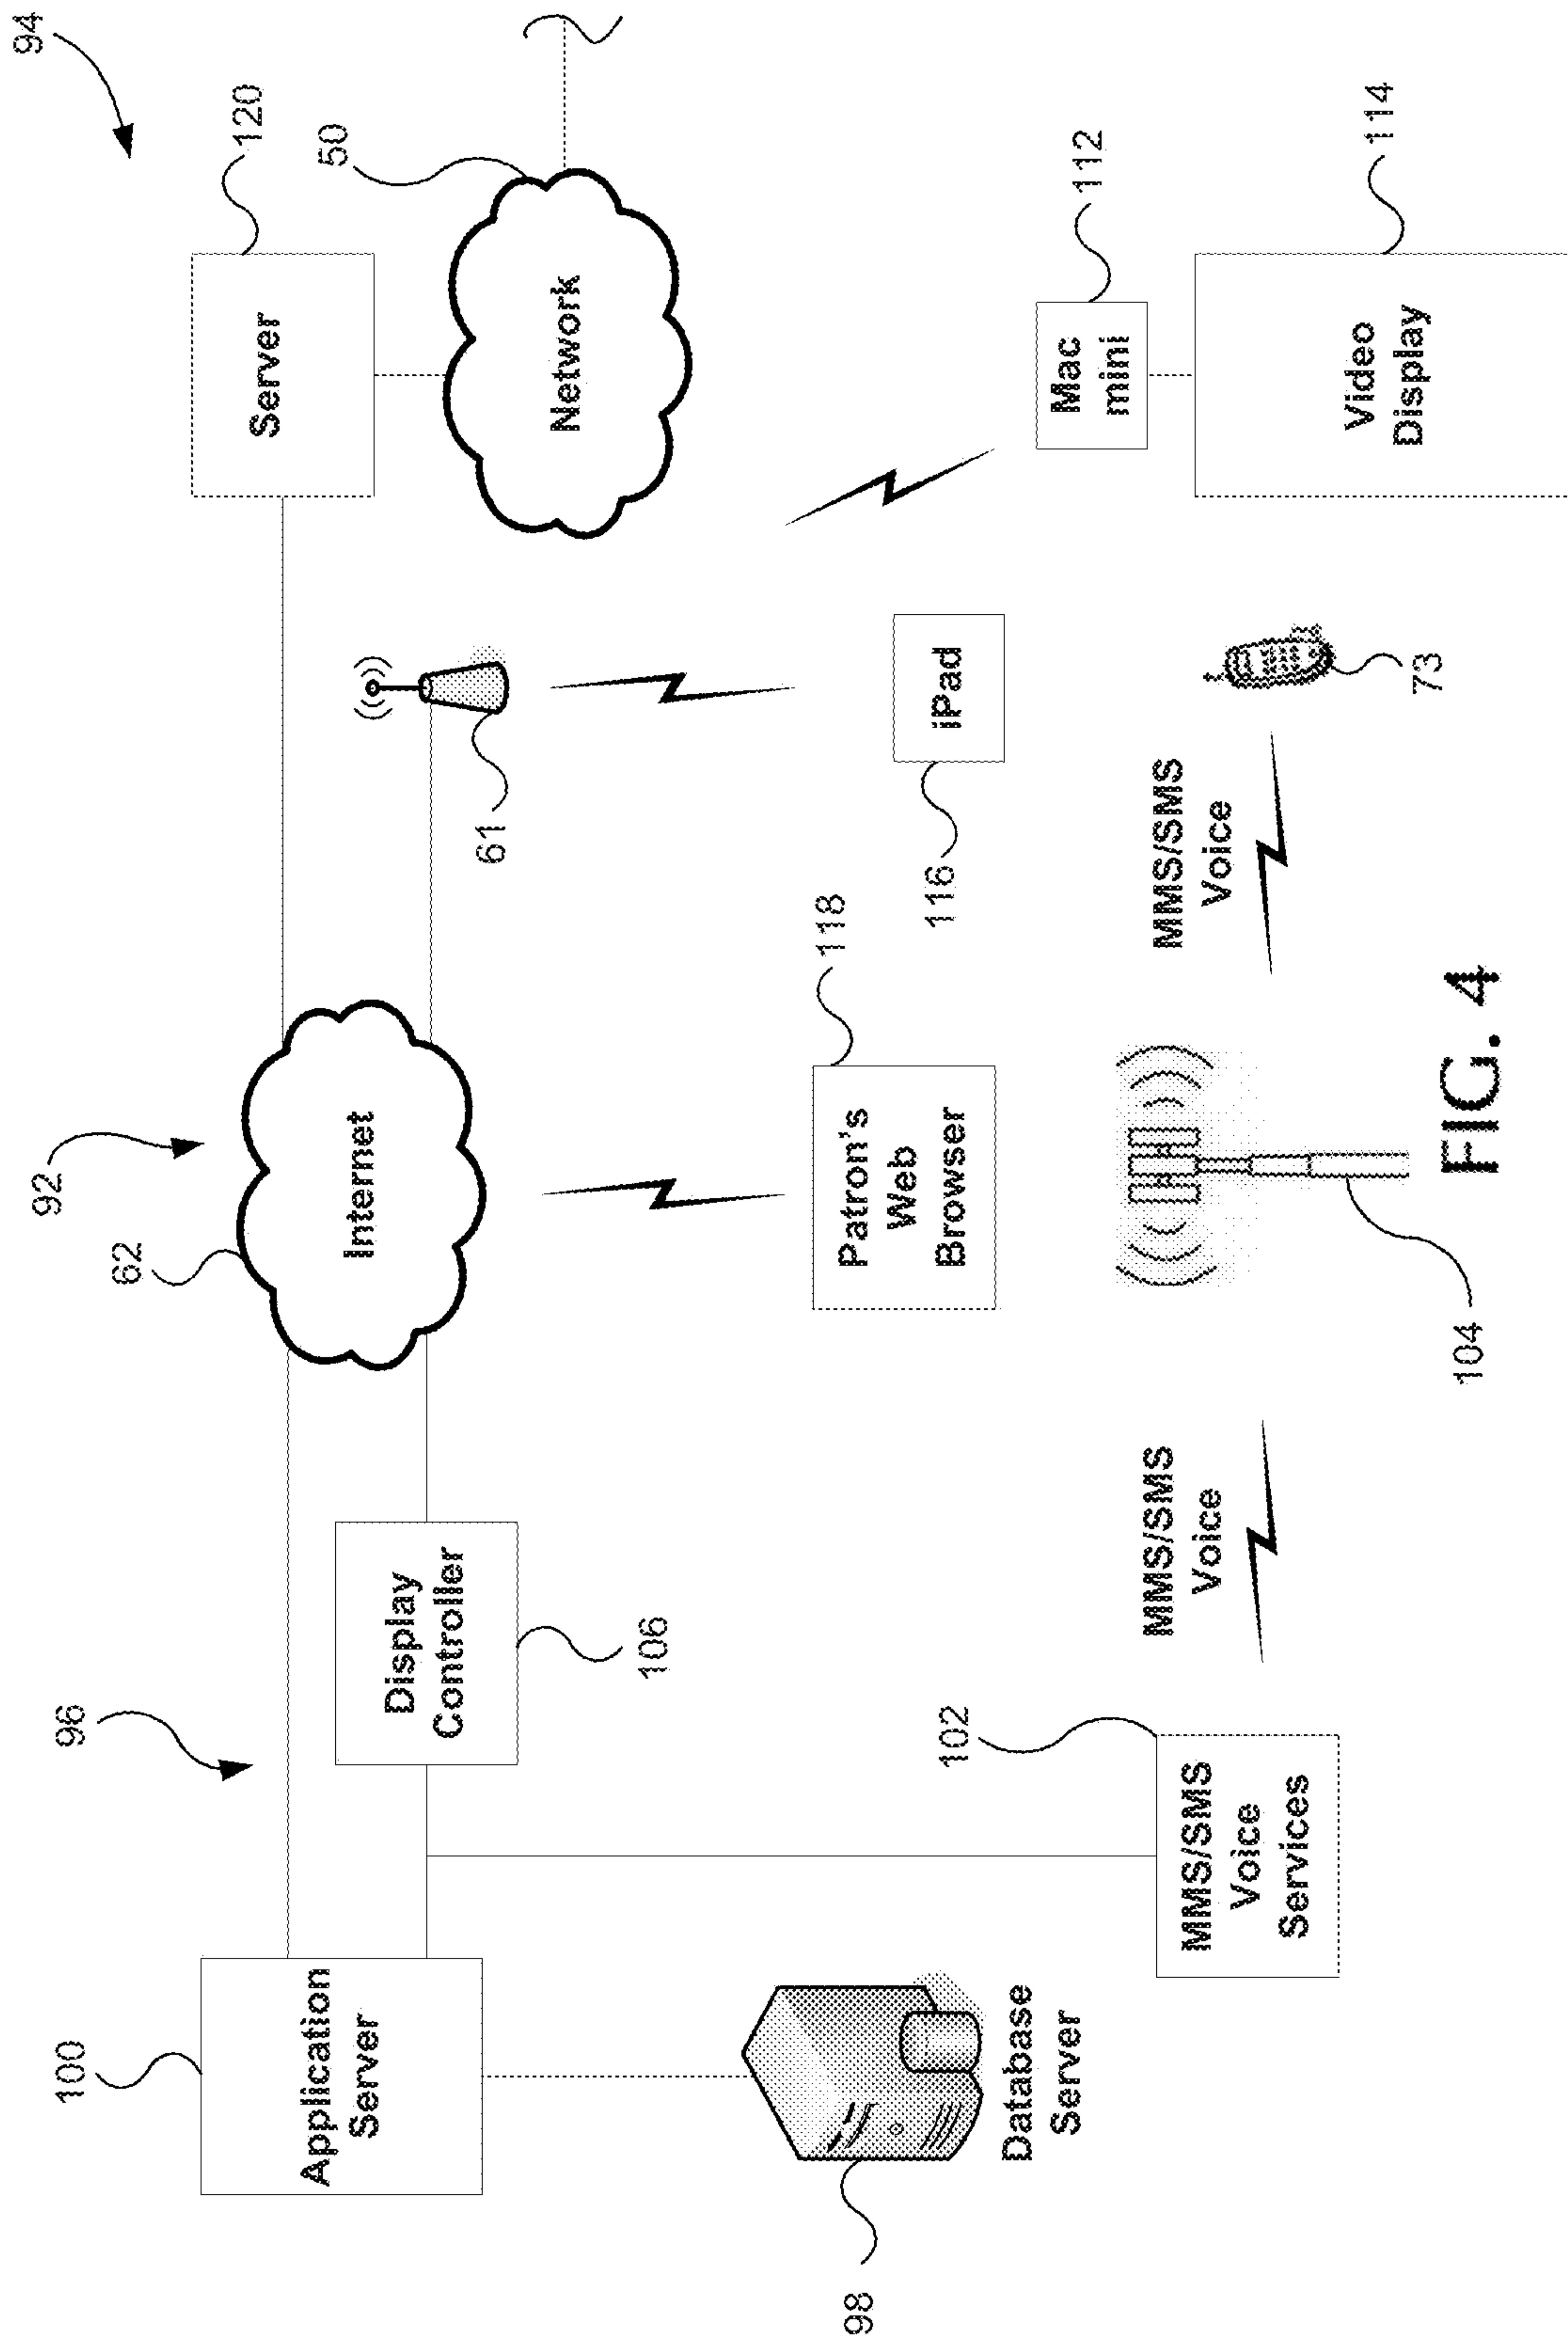 94
92
96
120
Server
50
Network
62
Internet
100
Application
Server
Display
Controller
106
61
118
Patron's
Web
Browser
116
iPad
112
Mac
mini
114
Video
Display
98
Database
Server
102
MMS/SMS
Voice
Services
MMS/SMS
Voice
104
MMS/SMS
Voice
73
FIG. 4